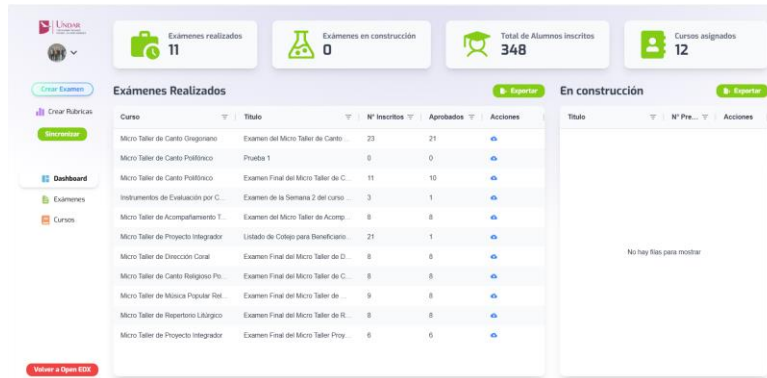 UNDAR
Exámenes realizados
11
Exámenes en construcción
0
Total de Alumnos inscritos
348
Cursos asignados
12
Crear Examen
Crear Rúbricas
Sincronizar
Dashboard
Exámenes
Cursos
Volver a Open EDX
Exámenes Realizados
Exportar
Curso Título N° Inscritos Aprobados Acciones
Micro Taller de Canto Gregoriano Examen del Micro Taller de Canto ... 23 21
Micro Taller de Canto Polifónico Prueba 1 0 0
Micro Taller de Canto Polifónico Examen Final del Micro Taller de C... 11 10
Instrumentos de Evaluación por C... Examen de la Semana 2 del curso ... 3 1
Micro Taller de Acompañamiento T... Examen del Micro Taller de Acomp... 8 8
Micro Taller de Proyecto Integrador Listado de Cotejo para Beneficiario... 21 1
Micro Taller de Dirección Coral Examen Final del Micro Taller de D... 8 8
Micro Taller de Canto Religioso Po... Examen Final del Micro Taller de C... 8 8
Micro Taller de Música Popular Rel... Examen Final del Micro Taller de ... 9 8
Micro Taller de Repertorio Litúrgico Examen Final del Micro Taller de R... 8 8
Micro Taller de Proyecto Integrador Examen Final del Micro Taller Proy... 6 6
En construcción
Exportar
Título N° Pre... Acciones
No hay filas para mostrar